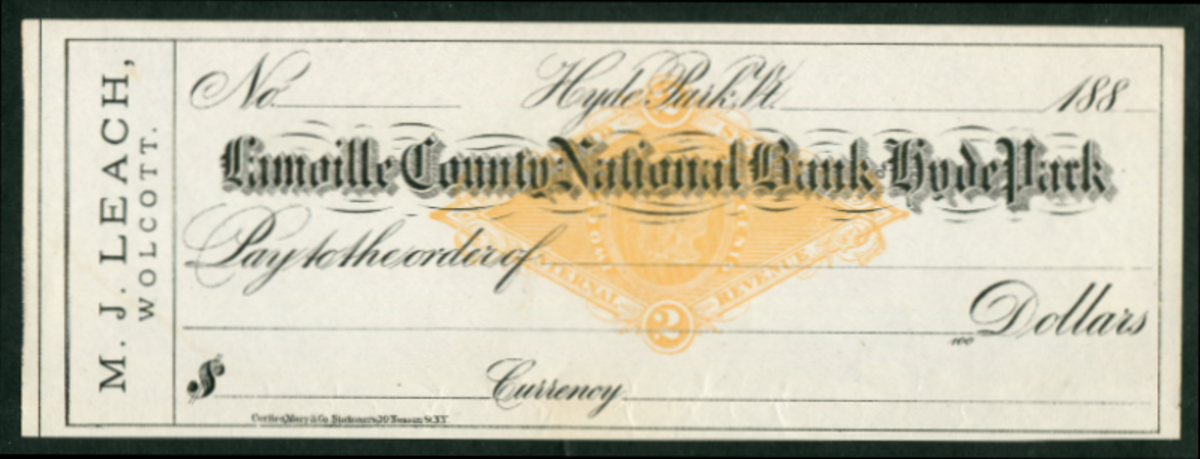 M. J. LEACH,
WOLCOTT.
No. Hyde Park, Vt. 188
Lamoille County National Bank Hyde Park
Pay to the order of
Dollars
100
$ Currency
INTERNAL REVENUE
2